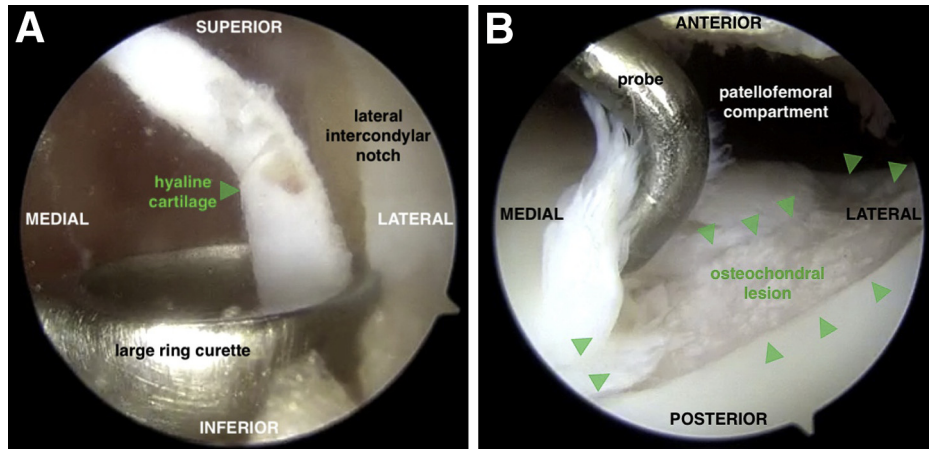 A
SUPERIOR
lateral
intercondylar
notch
hyaline
cartilage
MEDIAL
LATERAL
large ring curette
INFERIOR
B
ANTERIOR
probe
patellofemoral
compartment
MEDIAL
LATERAL
osteochondral
lesion
POSTERIOR